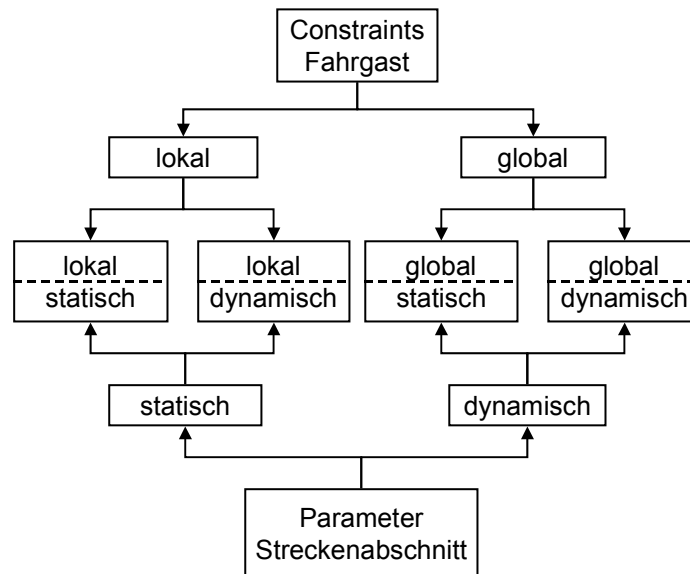 Constraints
Fahrgast
lokal
global
lokal
statisch
lokal
dynamisch
global
statisch
global
dynamisch
statisch
dynamisch
Parameter
Streckenabschnitt